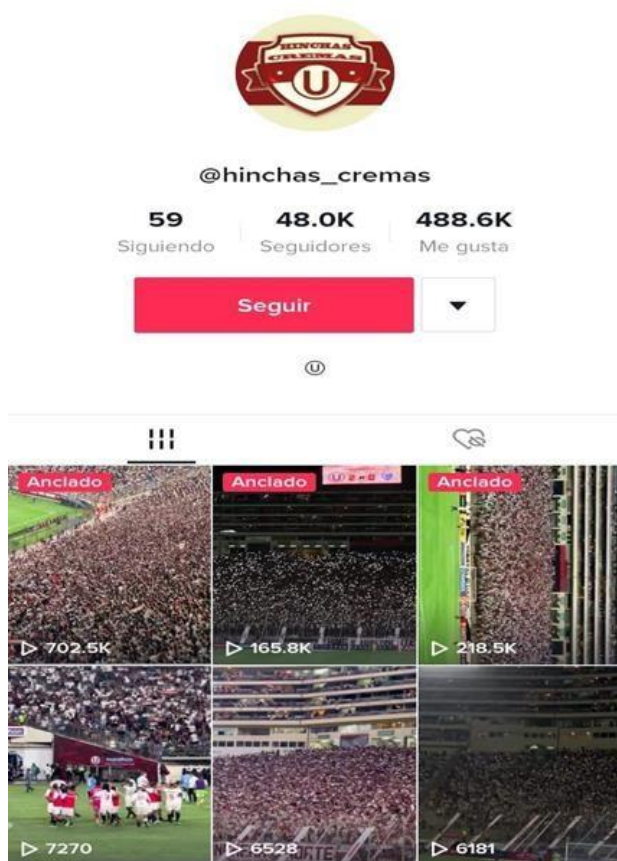 HINCHAS
CREMAS
U
@hinchas_cremas
59 48.0K 488.6K
Siguiendo Seguidores Me gusta
Seguir
Ⓤ
Anclado Anclado Anclado
702.5K 165.8K 218.5K
NORTE
7270 6528 6181